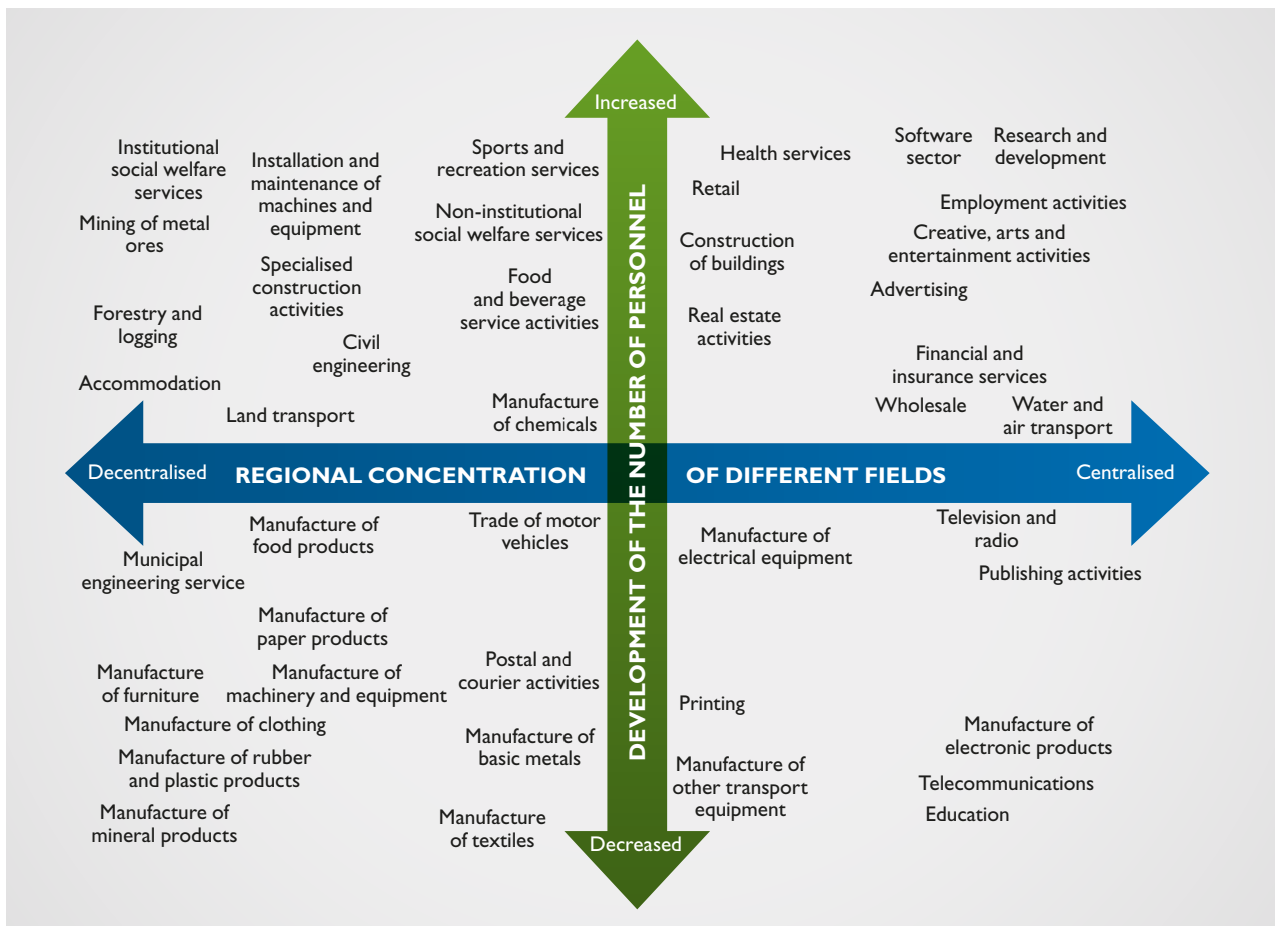 Increased
Institutional
social welfare
services
Installation and
maintenance of
machines and
equipment
Sports and
recreation services
Mining of metal
ores
Non-institutional
social welfare services
Specialised
construction
activities
Food
and beverage
service activities
Forestry and
logging
Civil
engineering
Accommodation
Land transport
Manufacture
of chemicals
Health services
Software
sector
Research and
development
Retail
Employment activities
Construction
of buildings
Creative, arts and
entertainment activities
Advertising
Real estate
activities
Financial and
insurance services
Wholesale
Water and
air transport
DEVELOPMENT OF THE NUMBER OF PERSONNEL
Decentralised
REGIONAL CONCENTRATION
OF DIFFERENT FIELDS
Centralised
Manufacture of
food products
Trade of motor
vehicles
Municipal
engineering service
Manufacture of
paper products
Manufacture
of furniture
Manufacture of
machinery and equipment
Postal and
courier activities
Manufacture of clothing
Manufacture of rubber
and plastic products
Manufacture of
basic metals
Manufacture of
mineral products
Manufacture
of textiles
Manufacture of
electrical equipment
Television and
radio
Publishing activities
Printing
Manufacture of
electronic products
Manufacture of
other transport
equipment
Telecommunications
Education
Decreased